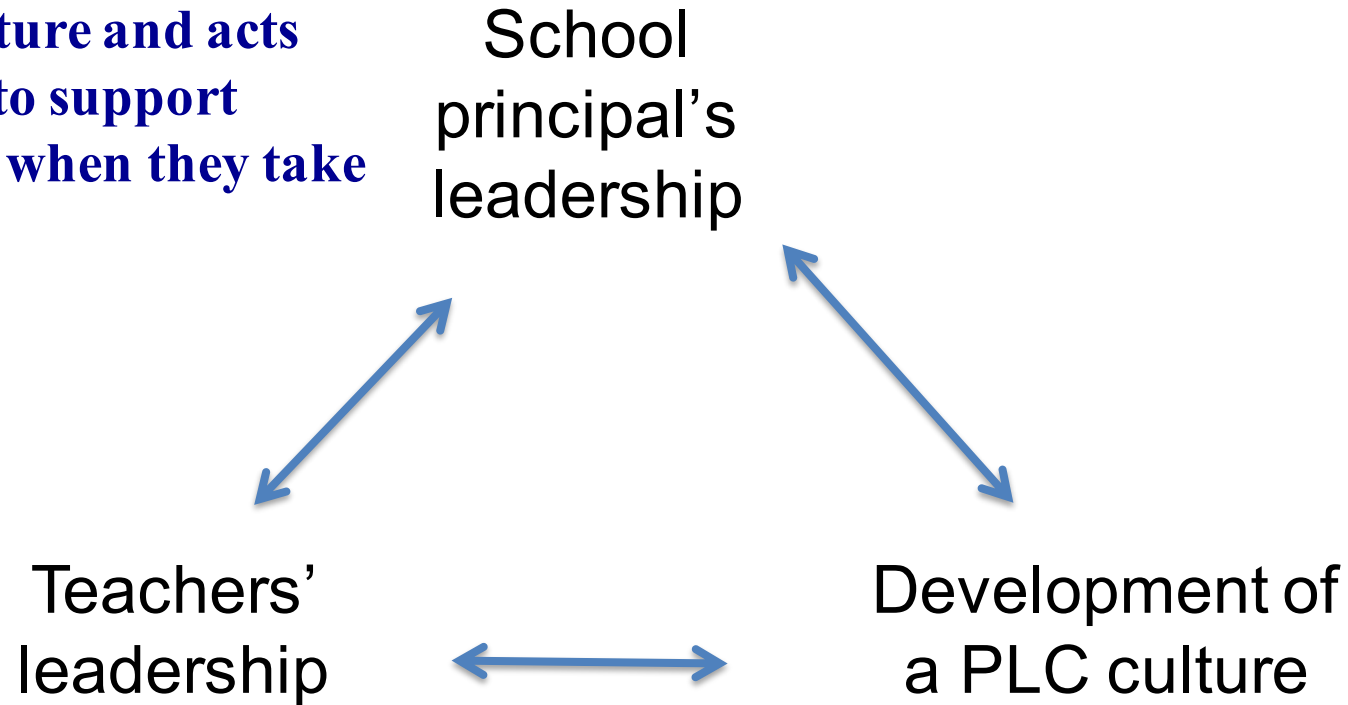 ture and acts
to support
when they take
School
principal’s
leadership
Teachers’
leadership
Development of
a PLC culture